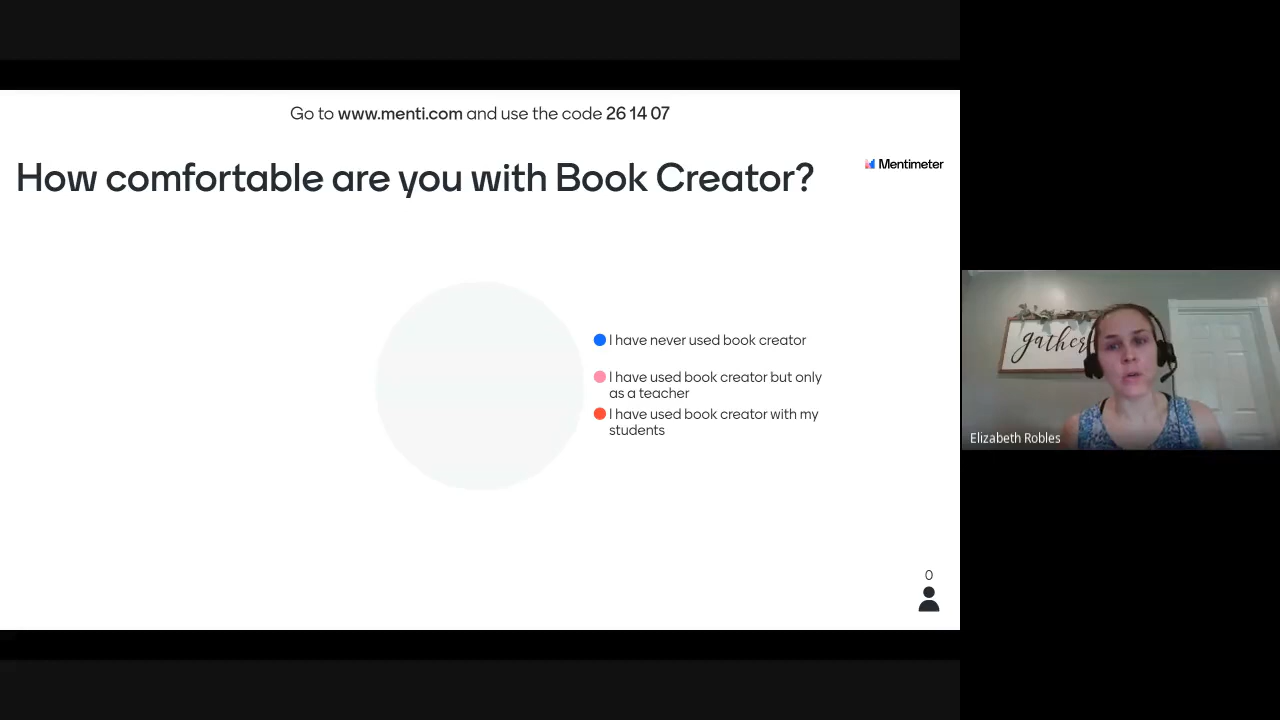 Go to www.menti.com and use the code 26 14 07
How comfortable are you with Book Creator?
Mentimeter
I have never used book creator
I have used book creator but only
as a teacher
I have used book creator with my
students
0
gather
Elizabeth Robles